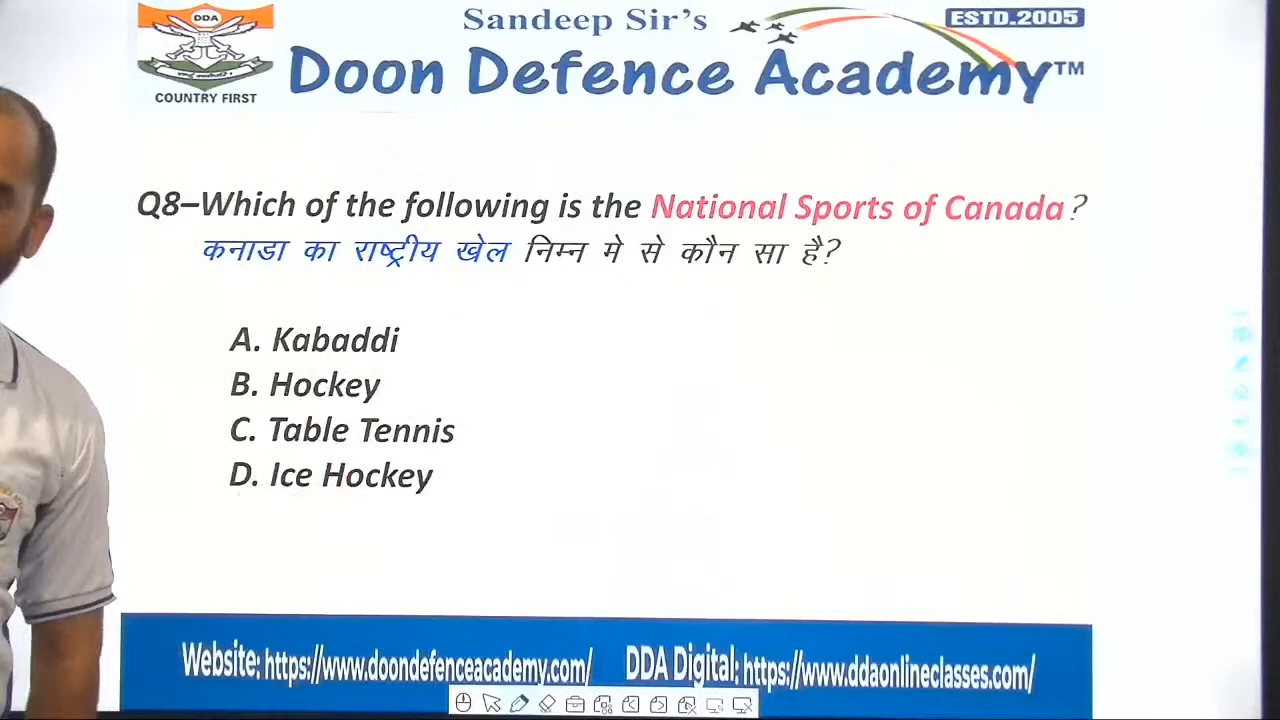 DDA
COUNTRY FIRST
Sandeep Sir's
ESTD.2005
Doon Defence Academy™
Q8–Which of the following is the National Sports of Canada?
कनाडा का राष्ट्रीय खेल निम्न मे से कौन सा है?
A. Kabaddi
B. Hockey
C. Table Tennis
D. Ice Hockey
Website: https://www.doondefenceacademy.com/ DDA Digital: https://www.ddaonlineclasses.com/